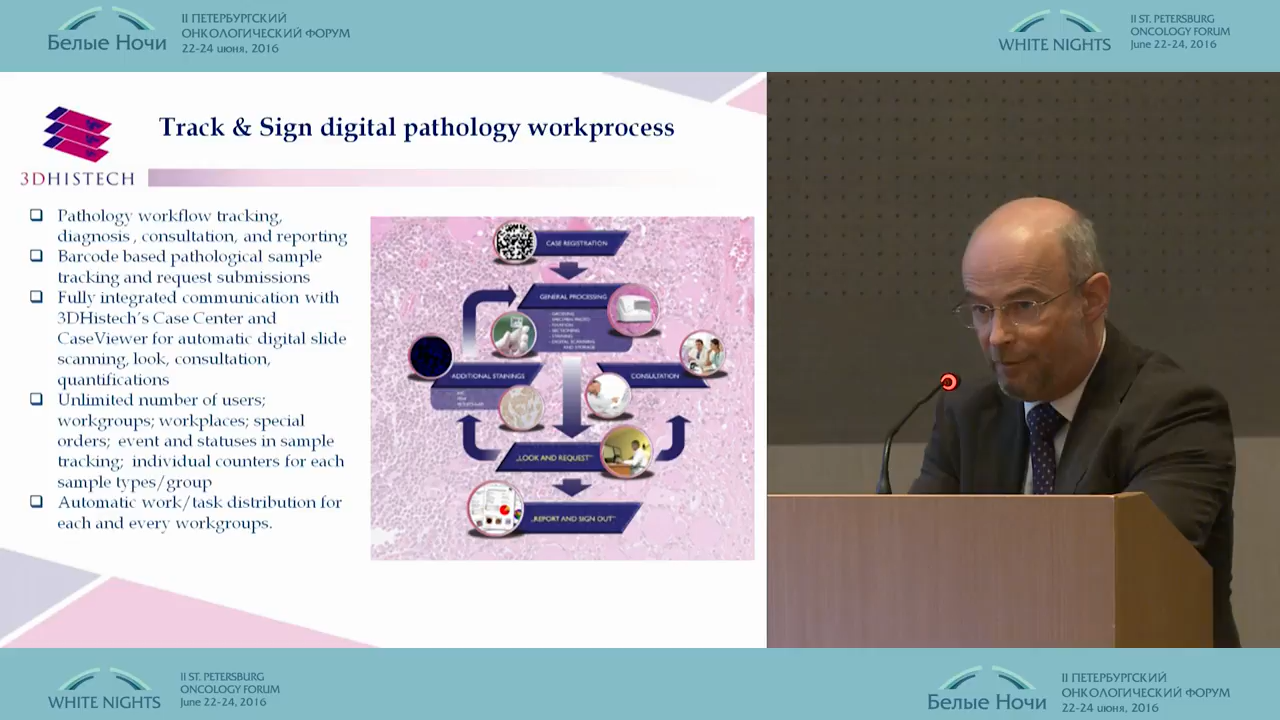 II ПЕТЕРБУРГСКИЙ
ОНКОЛОГИЧЕСКИЙ ФОРУМ
Белые Ночи
22-24 июня, 2016
II ST. PETERSBURG
ONCOLOGY FORUM
WHITE NIGHTS
June 22-24, 2016
Track & Sign digital pathology workprocess
3DHISTECH
Pathology workflow tracking,
diagnosis, consultation, and reporting
Barcode based pathological sample
tracking and request submissions
Fully integrated communication with
3DHistech's Case Center and
CaseViewer for automatic digital slide
scanning, lock, consultation,
quantifications
Unlimited number of users;
workgroups; workplaces; special
orders; event and statuses in sample
tracking; individual counters for each
sample types/group
Automatic work/task distribution for
each and every workgroups.
CASE REGISTRATION
GENERAL PROCESSING
AND STORAGE
ADDITIONAL STAININGS
CONSULTATION
„LOOK AND REQUEST"
„REPORT AND SIGN OUT"
II ST. PETERSBURG
ONCOLOGY FORUM
WHITE NIGHTS
June 22-24, 2016
II ПЕТЕРБУРГСКИЙ
ОНКОЛОГИЧЕСКИЙ ФОРУМ
Белые Ночи
22-24 июня, 2016